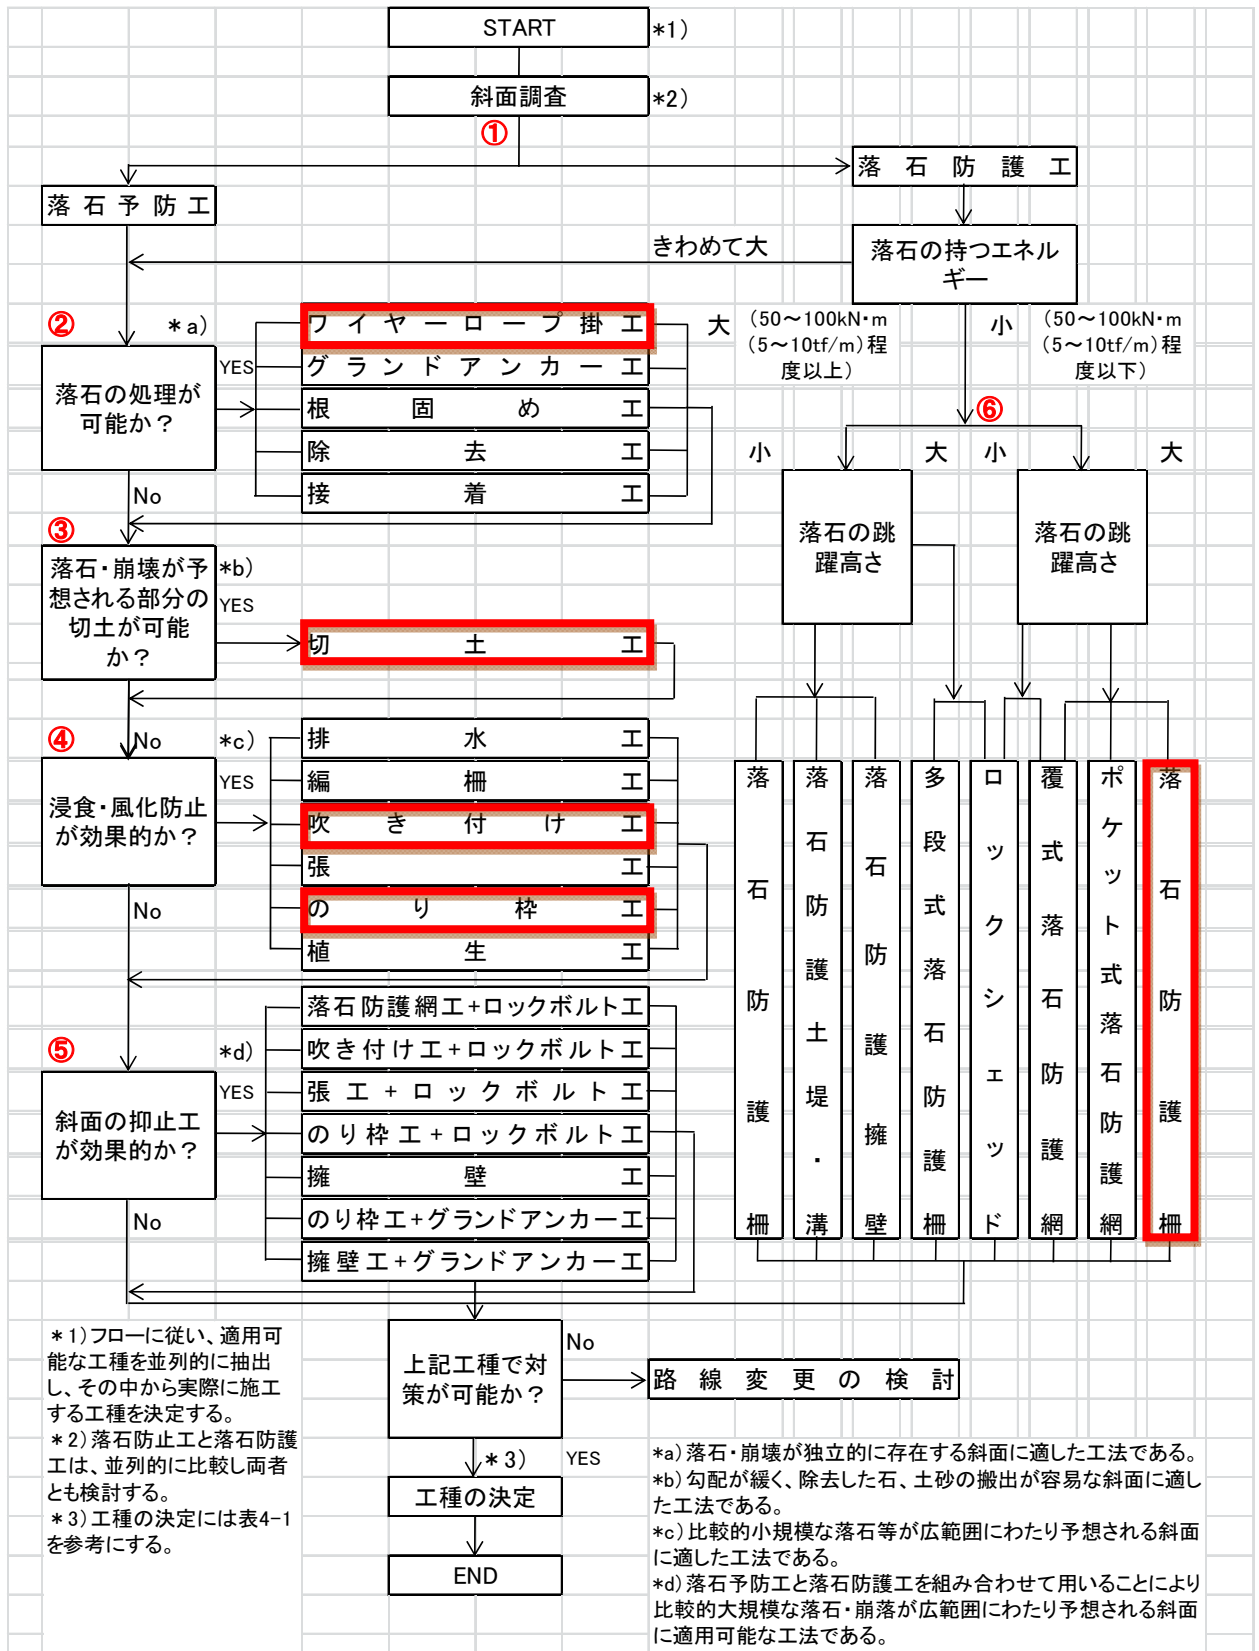 START
*1)
斜面調査
*2)
①
落石防護工
落石予防工
きわめて大
落石の持つエネル
ギー
②
*a)
ワイヤーロープ掛工
大
(50～100kN・m
(5～10tf/m)程
度以上)
小
(50～100kN・m
(5～10tf/m)程
度以下)
YES
グランドアンカー工
落石の処理が
可能か？
根固め工
⑥
除去工
小
大
小
大
接着工
No
③
落石の跳
躍高さ
落石の跳
躍高さ
落石・崩壊が予
想される部分の
切土が可能
か？
*b)
YES
切土工
④
No
*c)
排水工
YES
編柵工
浸食・風化防止
が効果的か？
吹き付け工
張工
No
のり枠工
植生工
落石防護柵
落石防護土堤・溝
落石防護擁壁
多段式落石防護柵
ロックシェッド
覆式落石防護網
ポケット式落石防護網
落石防護柵
落石防護網工+ロックボルト工
⑤
*d)
吹き付け工+ロックボルト工
YES
張工+ロックボルト工
斜面の抑止工
が効果的か？
のり枠工+ロックボルト工
擁壁工
No
のり枠工+グランドアンカー工
擁壁工+グランドアンカー工
*1)フローに従い、適用可
能な工種を並列的に抽出
し、その中から実際に施工
する工種を決定する。
*2)落石防止工と落石防護
工は、並列的に比較し両者
とも検討する。
*3)工種の決定には表4-1
を参考にする。
上記工種で対
策が可能か？
No
路線変更の検討
*3)
YES
工種の決定
END
*a)落石・崩壊が独立的に存在する斜面に適した工法である。
*b)勾配が緩く、除去した石、土砂の搬出が容易な斜面に適し
た工法である。
*c)比較的小規模な落石等が広範囲にわたり予想される斜面
に適した工法である。
*d)落石予防工と落石防護工を組み合わせて用いることにより
比較的大規模な落石・崩落が広範囲にわたり予想される斜面
に適用可能な工法である。